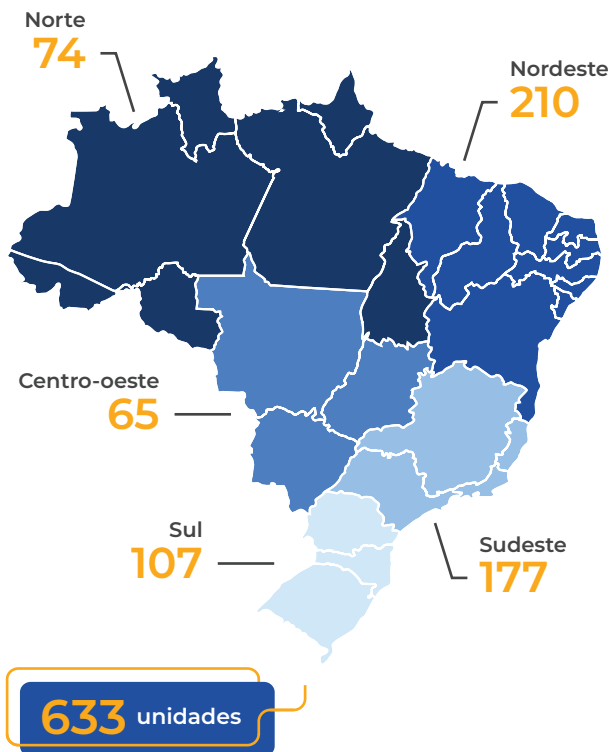 Norte
74
Nordeste
210
Centro-oeste
65
Sul
107
Sudeste
177
633 unidades